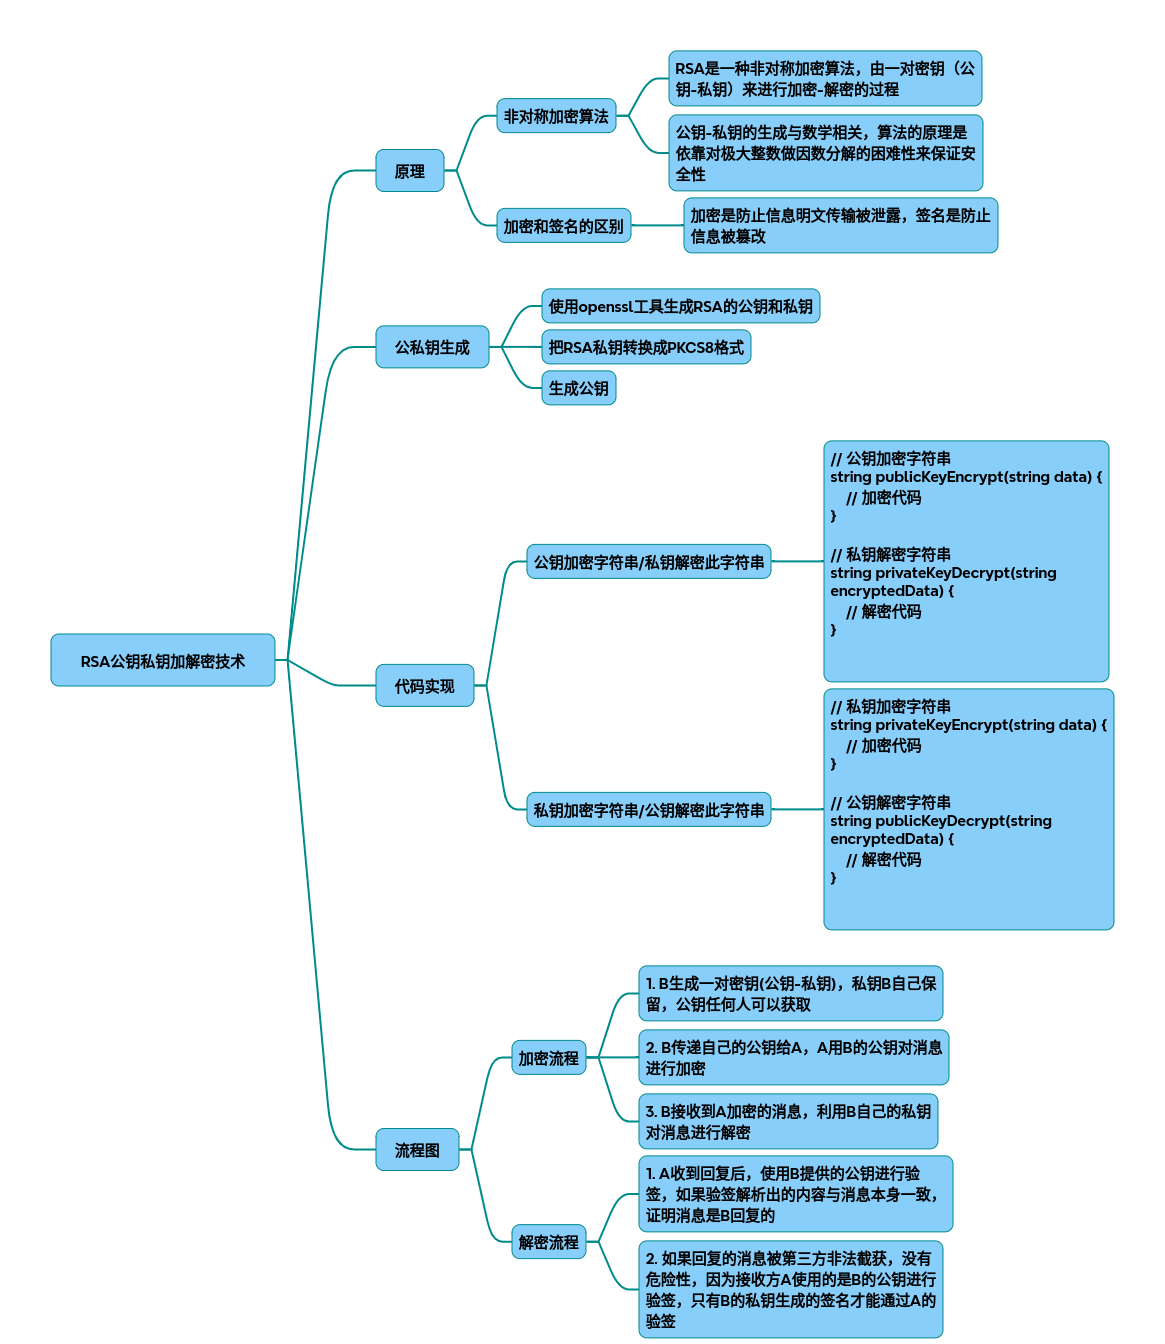 RSA公钥私钥加解密技术
原理
非对称加密算法
RSA是一种非对称加密算法，由一对密钥（公
钥-私钥）来进行加密-解密的过程
公钥-私钥的生成与数学相关，算法的原理是
依靠对极大整数做因数分解的困难性来保证安
全性
加密和签名的区别
加密是防止信息明文传输被泄露，签名是防止
信息被篡改
公私钥生成
使用openssl工具生成RSA的公钥和私钥
把RSA私钥转换成PKCS8格式
生成公钥
代码实现
公钥加密字符串/私钥解密此字符串
// 公钥加密字符串
string publicKeyEncrypt(string data) {
// 加密代码
}
// 私钥解密字符串
string privateKeyDecrypt(string
encryptedData) {
// 解密代码
}
私钥加密字符串/公钥解密此字符串
// 私钥加密字符串
string privateKeyEncrypt(string data) {
// 加密代码
}
// 公钥解密字符串
string publicKeyDecrypt(string
encryptedData) {
// 解密代码
}
流程图
加密流程
1. B生成一对密钥(公钥-私钥)，私钥B自己保
留，公钥任何人可以获取
2. B传递自己的公钥给A，A用B的公钥对消息
进行加密
3. B接收到A加密的消息，利用B自己的私钥
对消息进行解密
解密流程
1. A收到回复后，使用B提供的公钥进行验
签，如果验签解析出的内容与消息本身一致，
证明消息是B回复的
2. 如果回复的消息被第三方非法截获，没有
危险性，因为接收方A使用的是B的公钥进行
验签，只有B的私钥生成的签名才能通过A的
验签